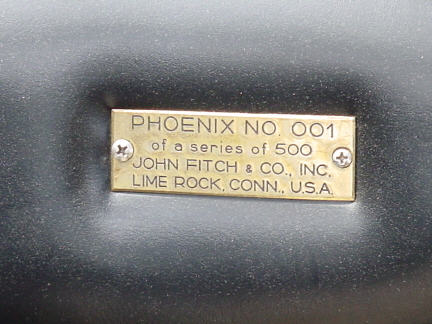 PHOENIX NO. 001
of a series of 500
JOHN FITCH & CO., INC.
LIME ROCK, CONN., U.S.A.